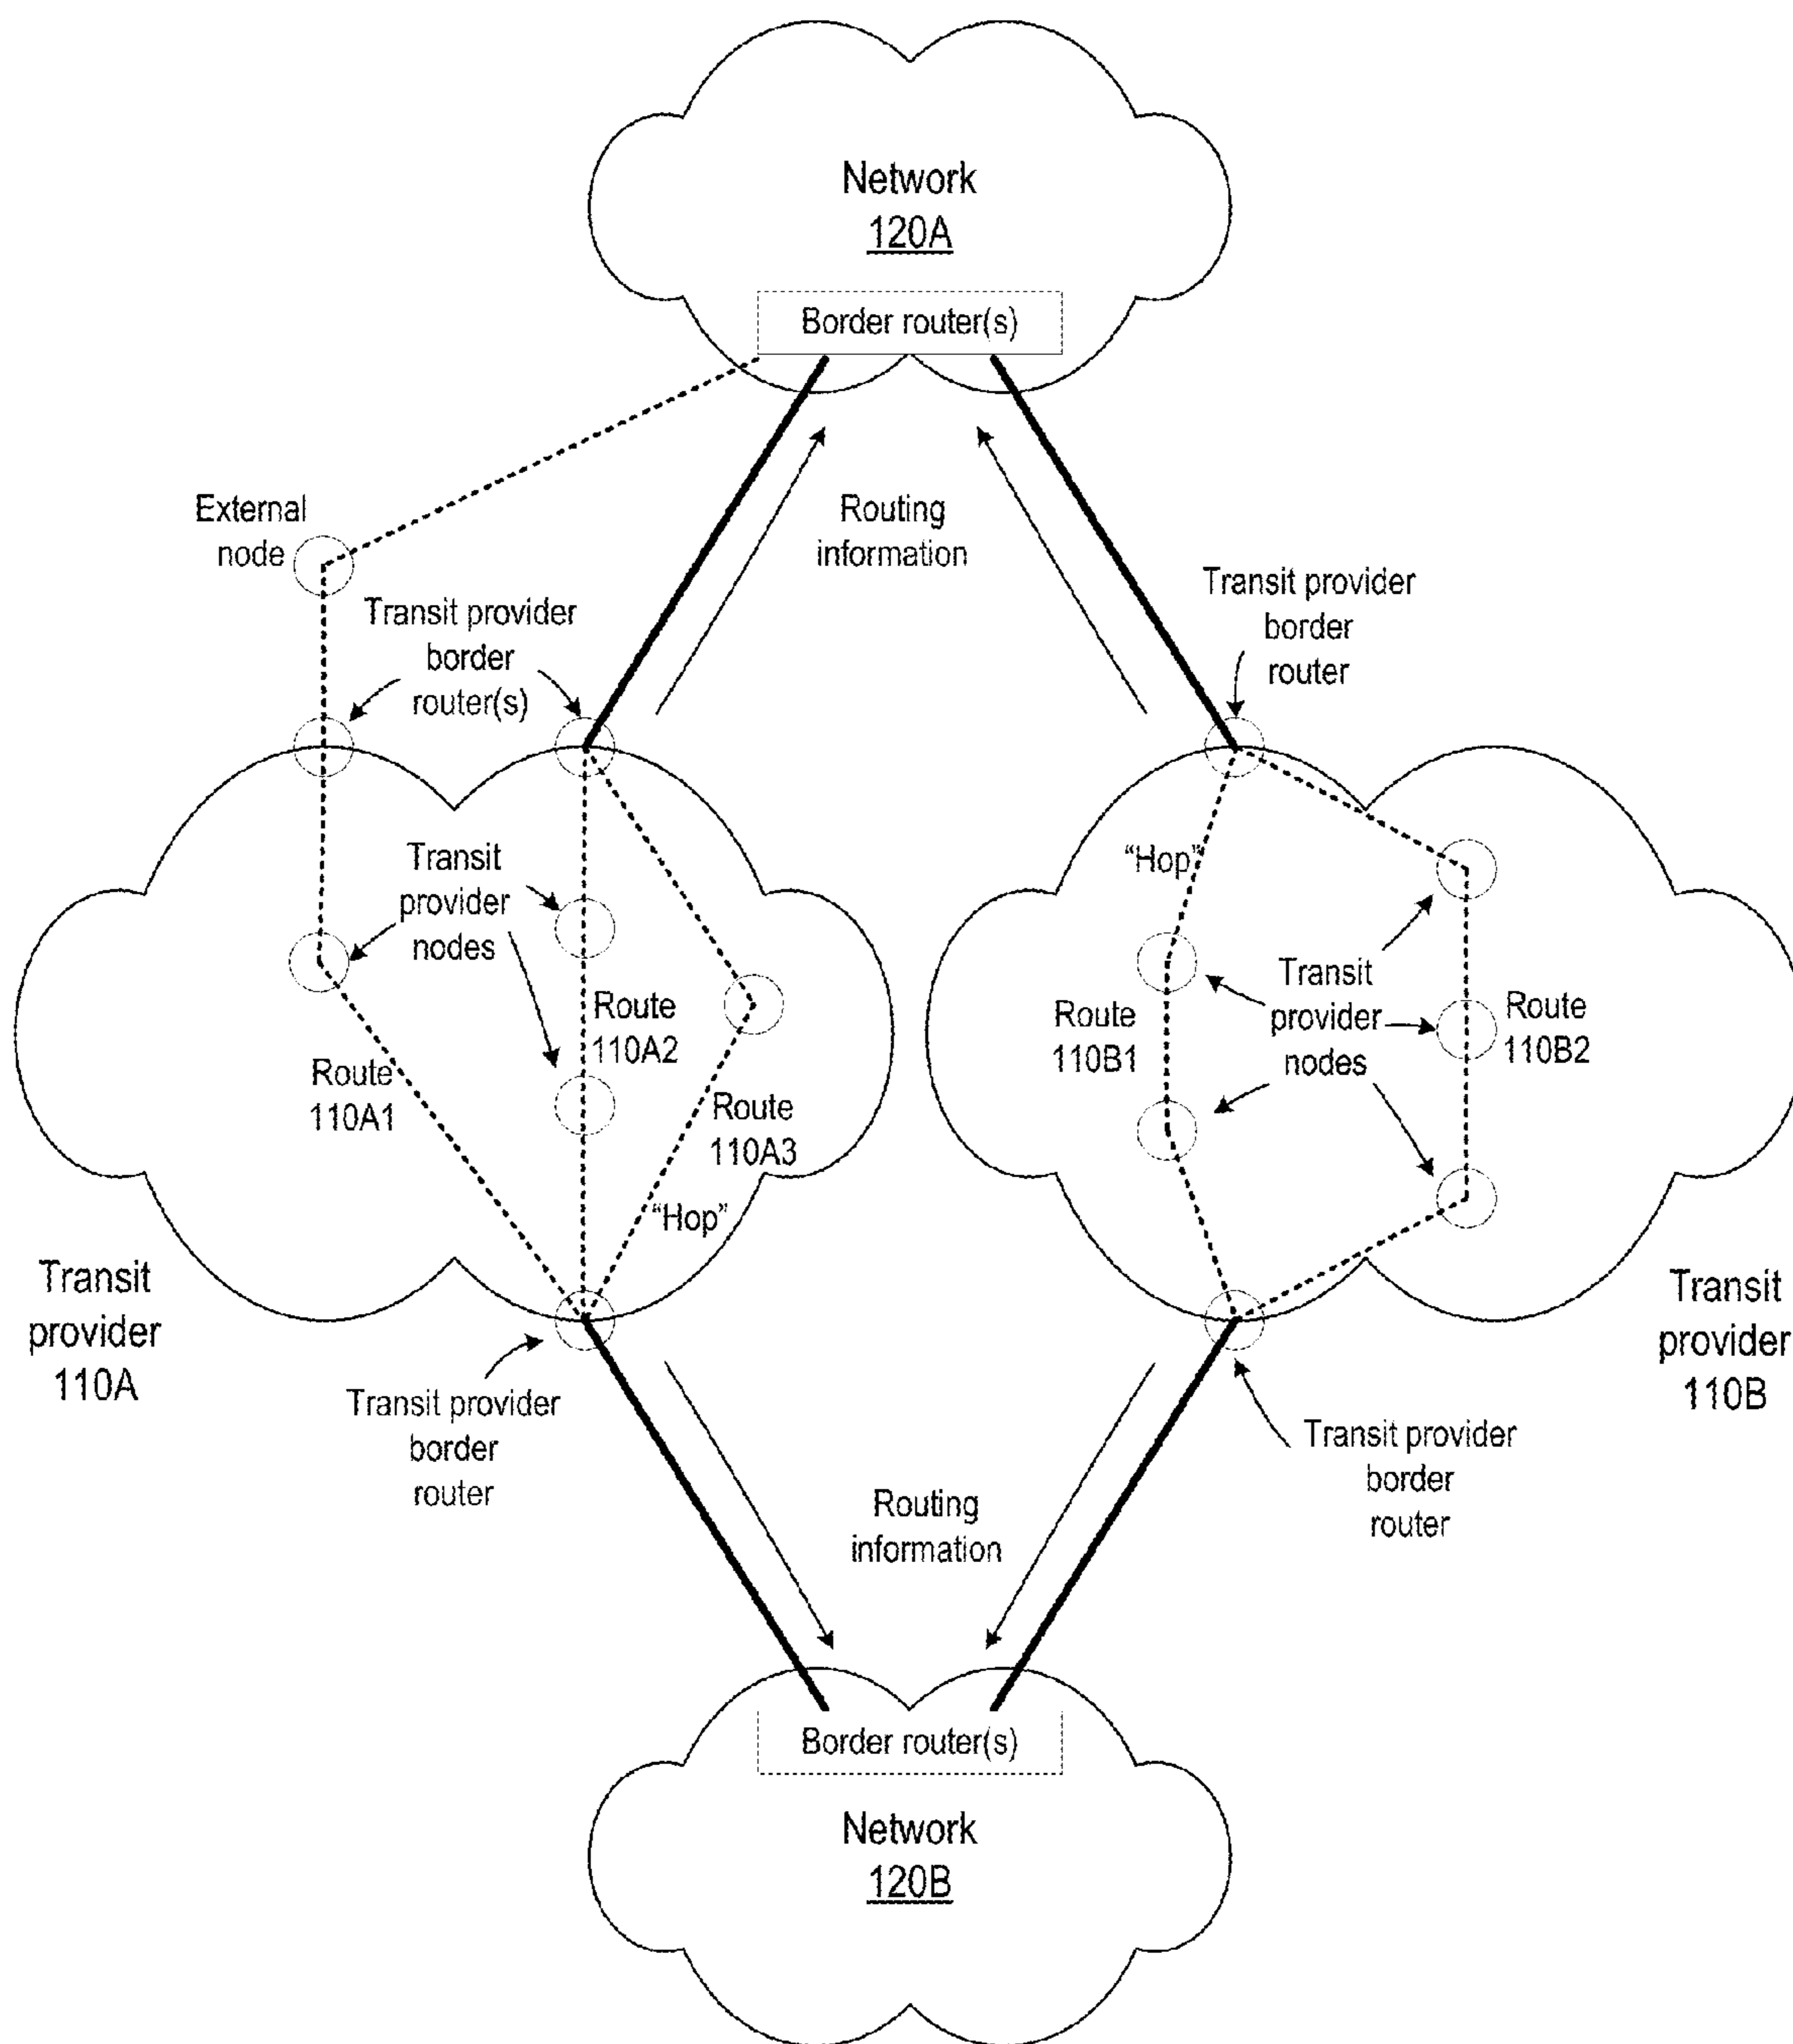 Network
120A
Border router(s)
External
node
Routing
information
Transit provider
border
router(s)
Transit provider
border
router
Transit
provider
nodes
"Hop"
Route
110A1
Route
110A2
Route
110A3
"Hop"
Transit
provider
nodes
Route
110B1
Route
110B2
Transit
provider
110A
Transit
provider
110B
Transit provider
border
router
Transit provider
border
router
Routing
information
Border router(s)
Network
120B